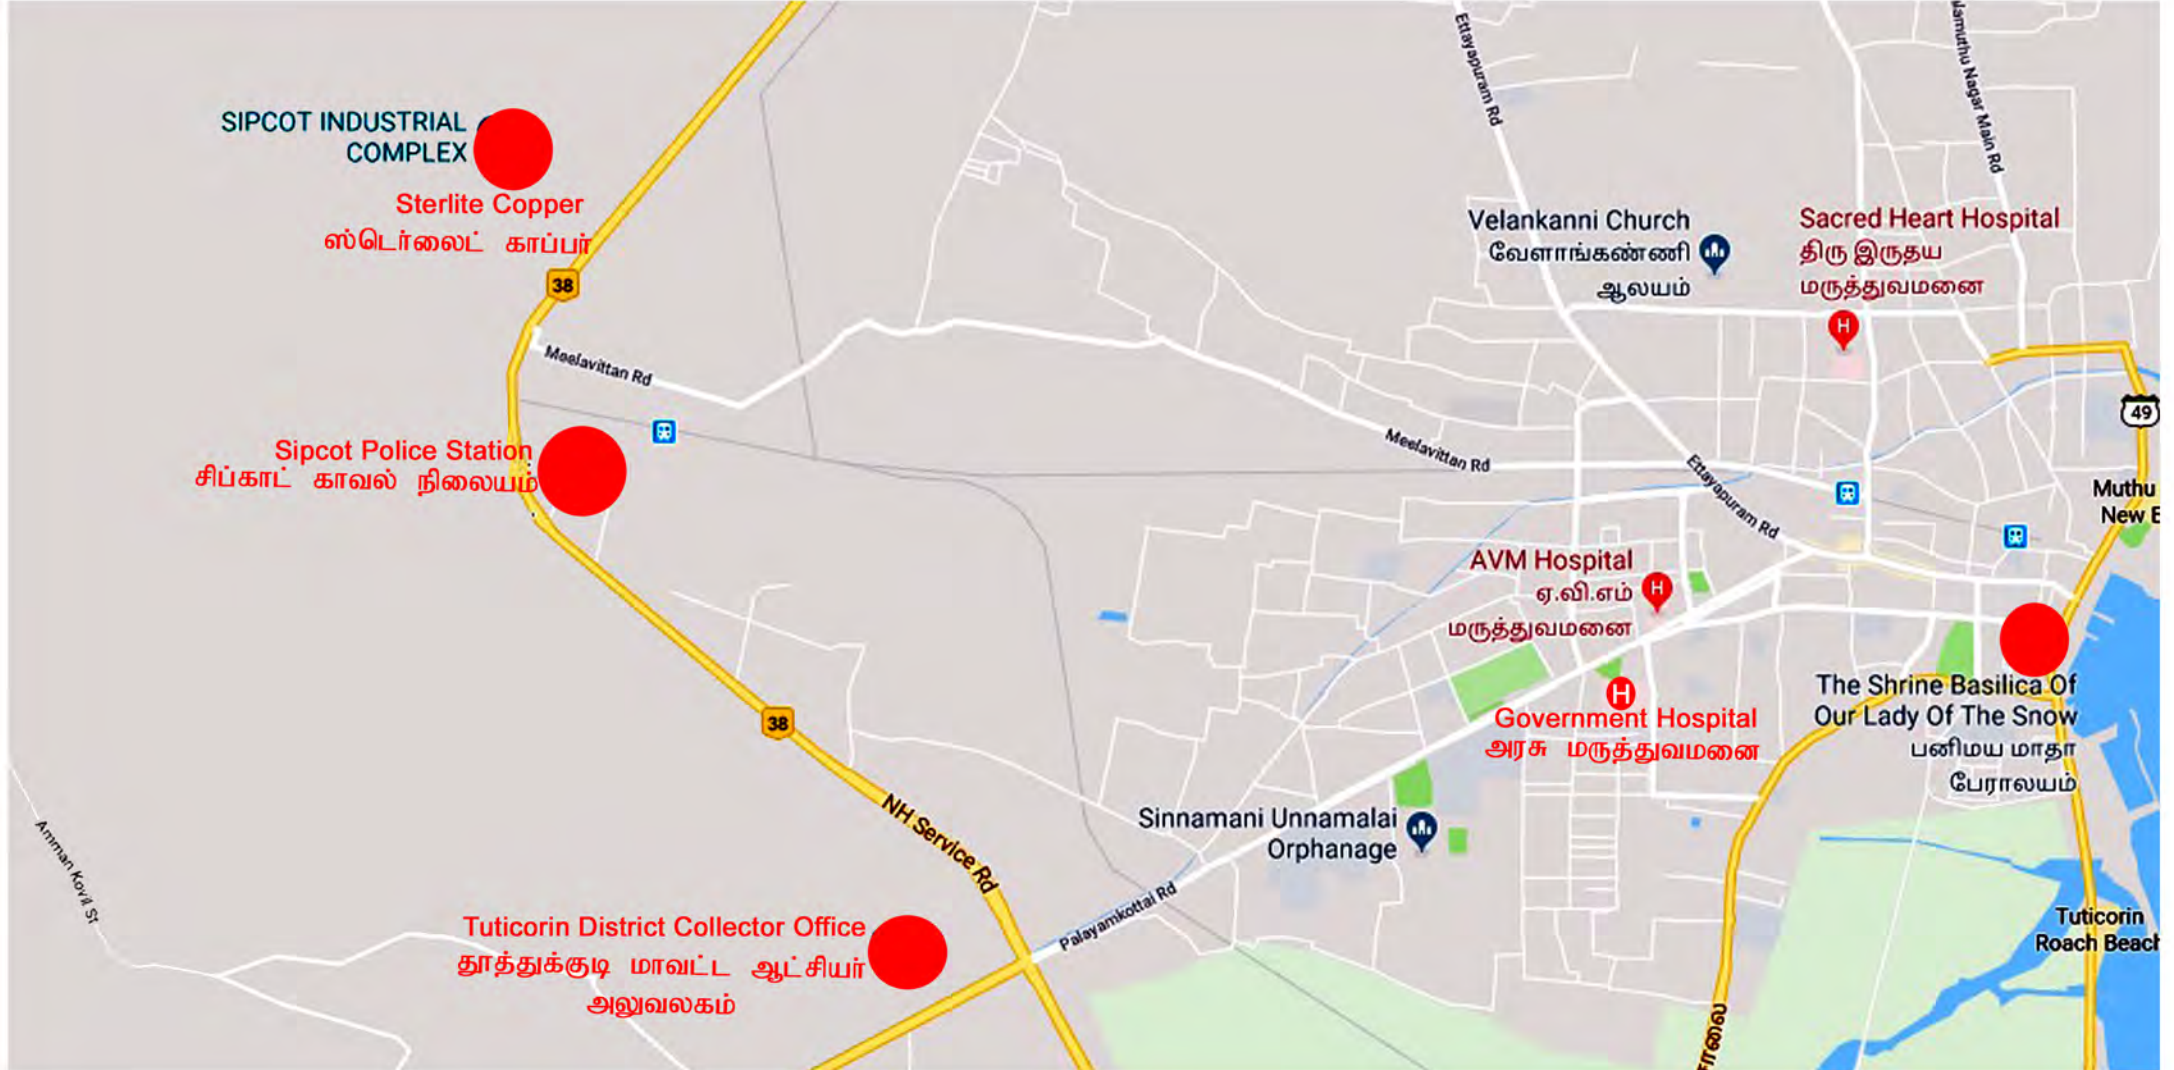 Ettayapuram Rd
Nagar Main Rd
SIPCOT INDUSTRIAL
COMPLEX
Sterlite Copper
ஸ்டெர்லைட் காப்பர்
38
Velankanni Church
வேளாங்கண்ணி
ஆலயம்
Sacred Heart Hospital
திரு இருதய
மருத்துவமனை
H
Meelavittan Rd
49
Sipcot Police Station
சிப்காட் காவல் நிலையம்
Meelavittan Rd
Ettayapuram Rd
Muthu
New
AVM Hospital
ஏ.வி.எம்
மருத்துவமனை
H
H
Government Hospital
அரசு மருத்துவமனை
The Shrine Basilica Of
Our Lady Of The Snow
பனிமய மாதா
பேராலயம்
38
NH Service Rd
Sinnamani Unnamalai
Orphanage
Amman Kovil St
Palayamkottai Rd
Tuticorin District Collector Office
தூத்துக்குடி மாவட்ட ஆட்சியர்
அலுவலகம்
Tuticorin
Roach Beach